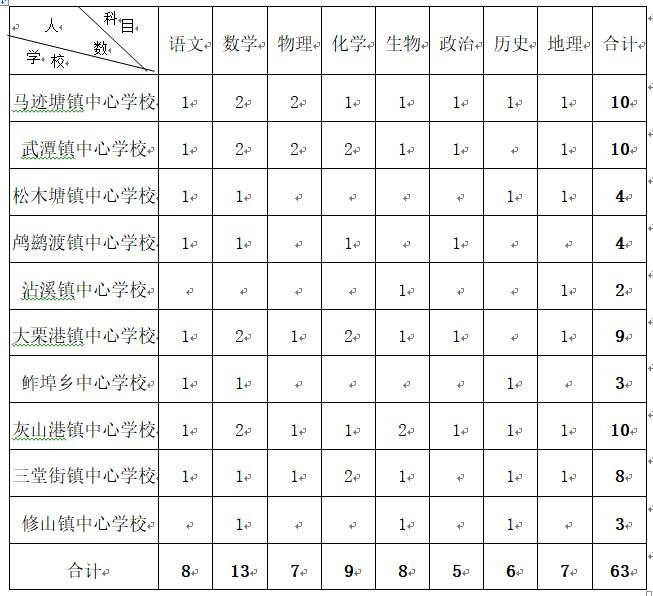 人 数 科目 学校 语文 数学 物理 化学 生物 政治 历史 地理 合计
马迹塘镇中心学校 1 2 2 1 1 1 1 1 10
武潭镇中心学校 1 2 2 2 1 1 1 10
松木塘镇中心学校 1 1 1 1 4
鸬鹚渡镇中心学校 1 1 1 1 4
沾溪镇中心学校 1 1 2
大栗港镇中心学校 1 2 1 2 1 1 1 9
鲊埠乡中心学校 1 1 1 3
灰山港镇中心学校 1 2 1 1 2 1 1 1 10
三堂街镇中心学校 1 1 1 2 1 1 1 8
修山镇中心学校 1 1 1 3
合计 8 13 7 9 8 5 6 7 63